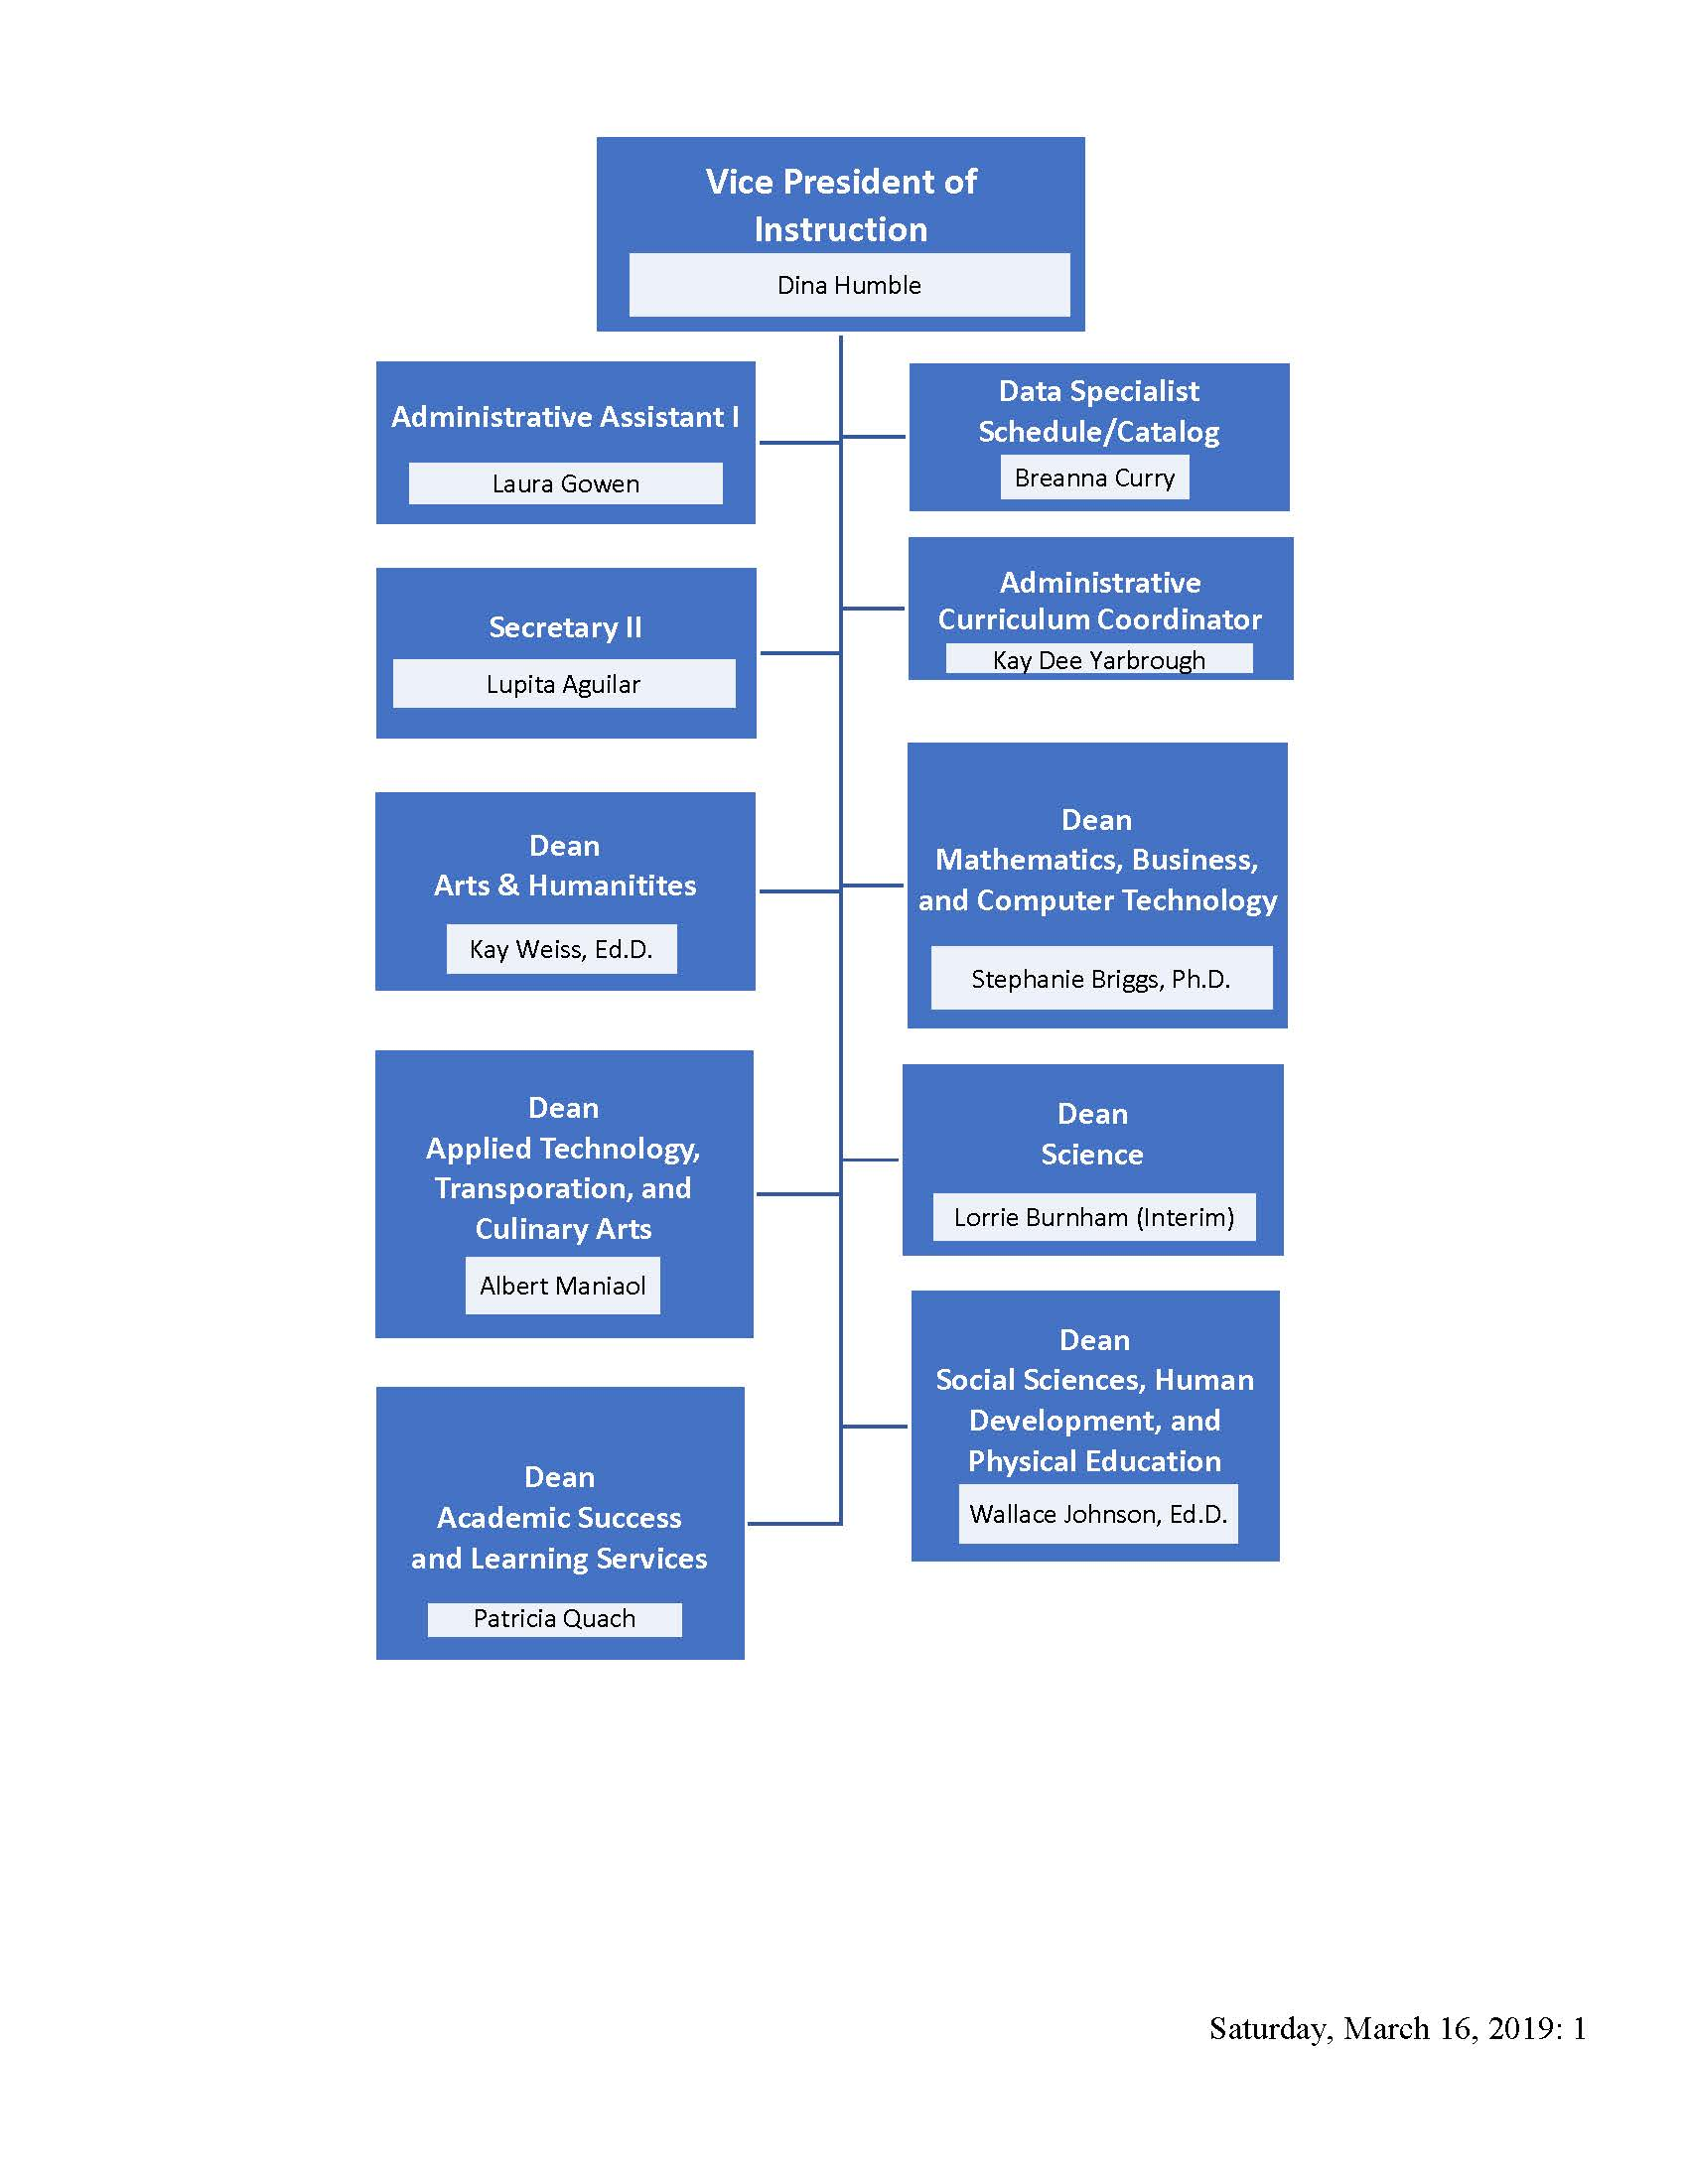 Vice President of
Instruction
Dina Humble
Administrative Assistant I
Laura Gowen
Data Specialist
Schedule/Catalog
Breanna Curry
Secretary II
Lupita Aguilar
Administrative
Curriculum Coordinator
Kay Dee Yarbrough
Dean
Arts & Humanitites
Kay Weiss, Ed.D.
Dean
Mathematics, Business,
and Computer Technology
Stephanie Briggs, Ph.D.
Dean
Applied Technology,
Transporation, and
Culinary Arts
Albert Maniaol
Dean
Science
Lorrie Burnham (Interim)
Dean
Social Sciences, Human
Development, and
Physical Education
Wallace Johnson, Ed.D.
Dean
Academic Success
and Learning Services
Patricia Quach
Saturday, March 16, 2019: 1